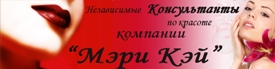 Независимые Консультанты
по красоте
компании
“Мэри Кэй”